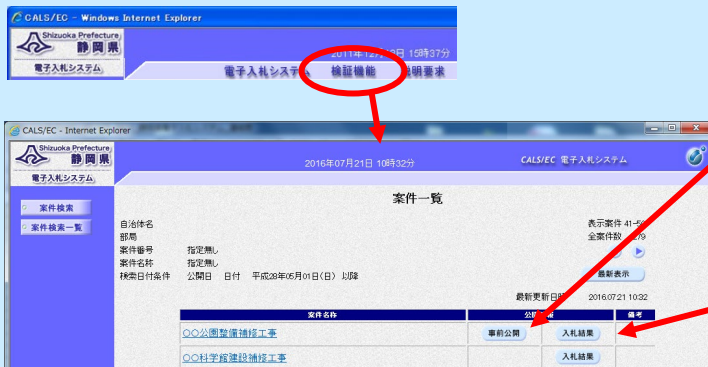 CALS/EC - Windows Internet Explorer
Shizuoka Prefecture
静岡県
電子入札システム
15時37分
電子入札システム 検証機能 説明要求
CALS/EC - Internet Explorer
Shizuoka Prefecture
静岡県
電子入札システム
2016年07月21日 10時32分
CALS/EC 電子入札システム
案件検索
案件検索一覧
案件一覧
自治体名
部局
案件番号 指定無し
案件名称 指定無し
検索日付条件 公開日 日付 平成28年05月01日(日) 以降
表示案件 41-
全案件数
最新表示
最新更新日時 2016.07.21 10:32
案件名称 備考
〇〇公園整備補修工事 事前公開 入札結果
〇〇科学館建設補修工事 入札結果